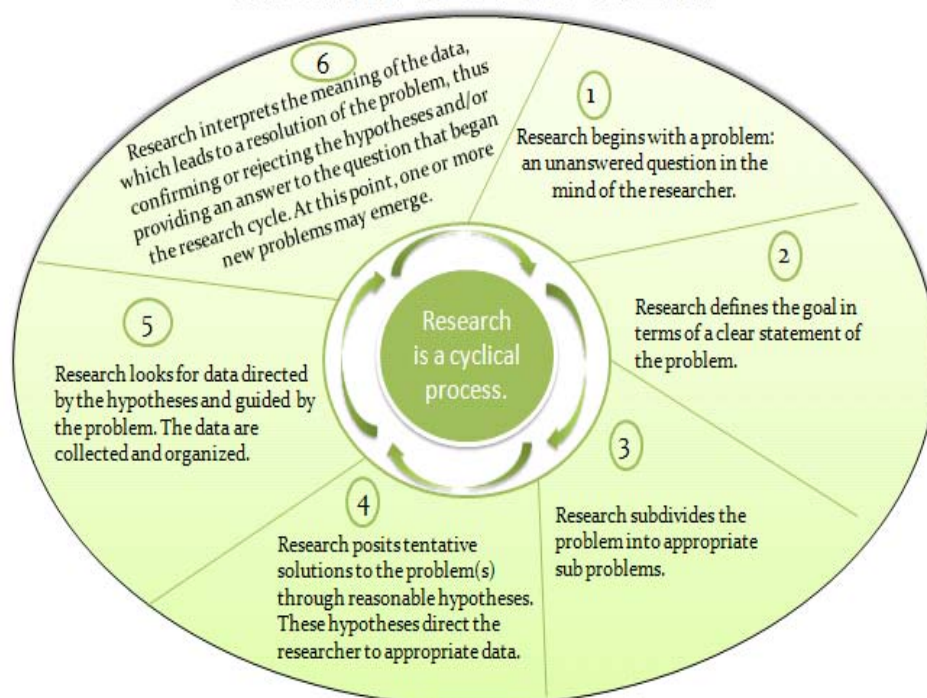 1
Research begins with a problem:
an unanswered question in the
mind of the researcher.
2
Research defines the goal in
terms of a clear statement of
the problem.
3
Research subdivides the
problem into appropriate
sub problems.
4
Research posits tentative
solutions to the problem(s)
through reasonable hypotheses.
These hypotheses direct the
researcher to appropriate data.
5
Research looks for data directed
by the hypotheses and guided by
the problem. The data are
collected and organized.
6
Research interprets the meaning of the data,
which leads to a resolution of the problem, thus
confirming or rejecting the hypotheses and/or
providing an answer to the question that began
the research cycle. At this point, one or more
new problems may emerge.
Research
is a cyclical
process.